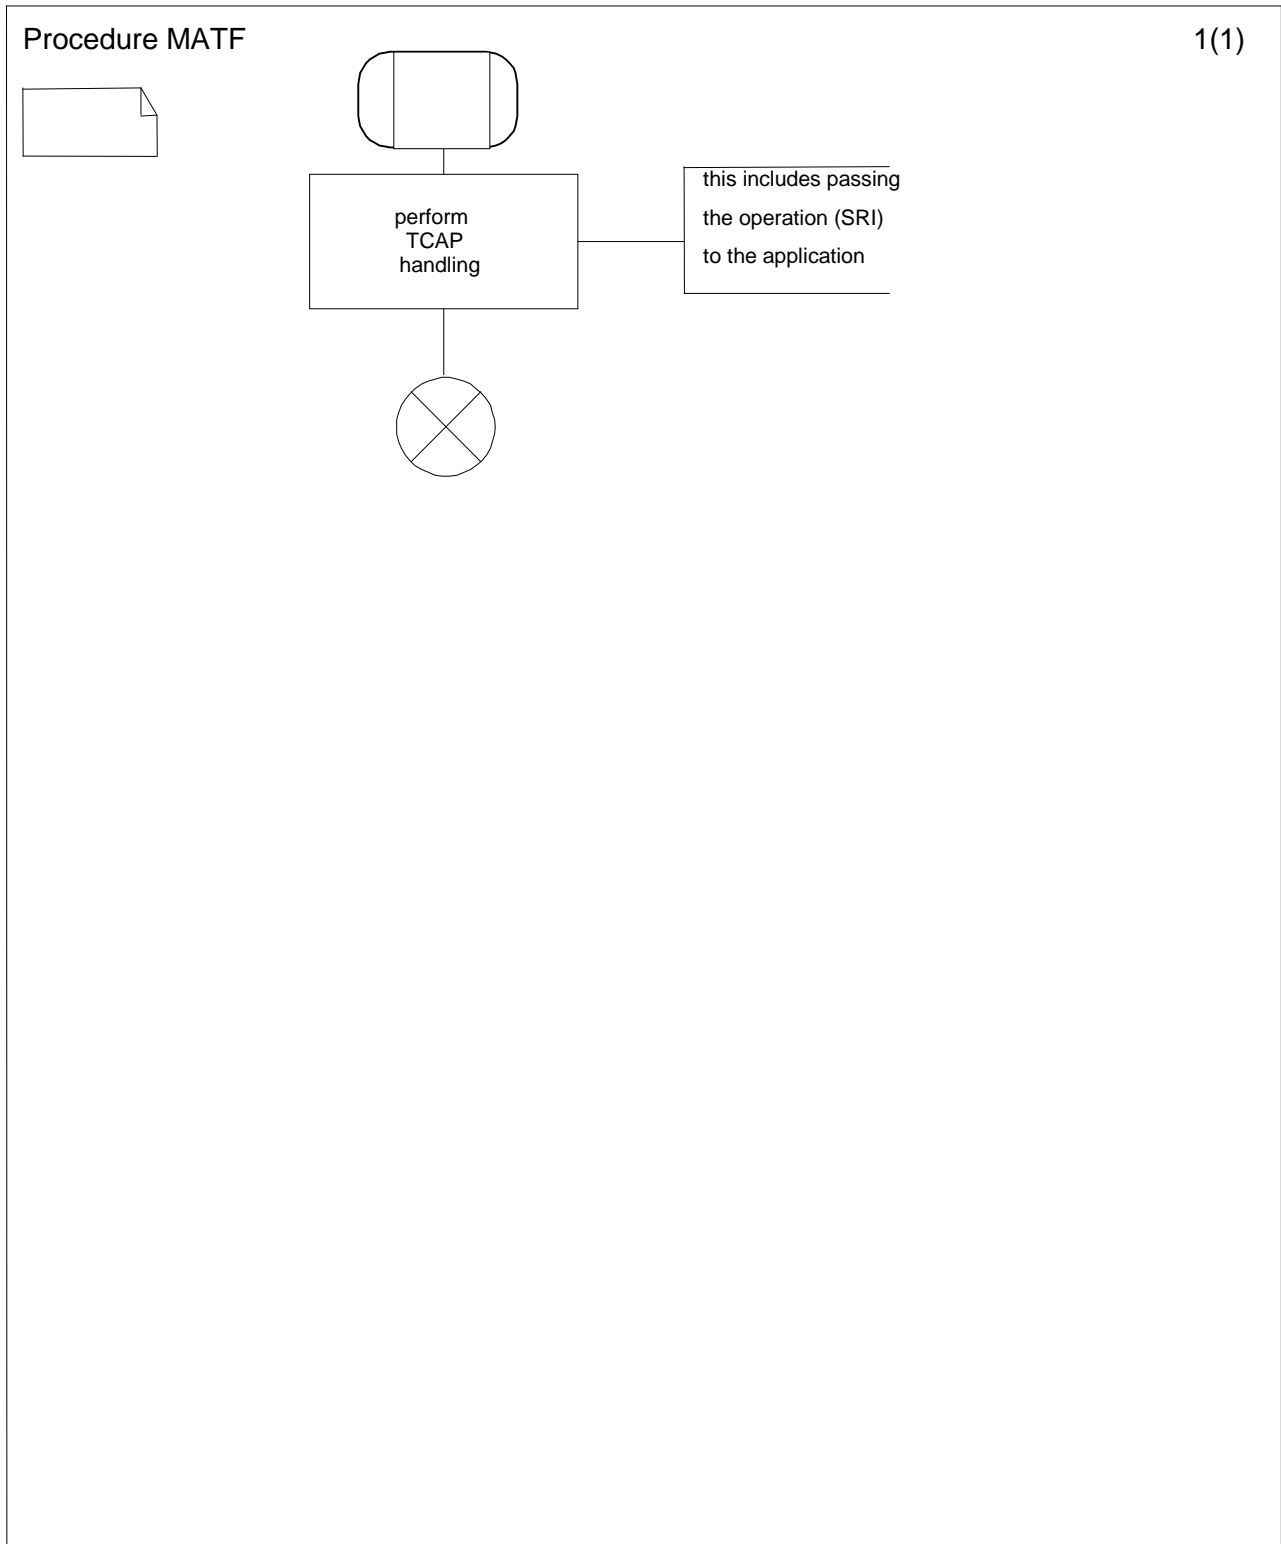 Procedure MATF
1(1)
perform
TCAP
handling
this includes passing
the operation (SRI)
to the application